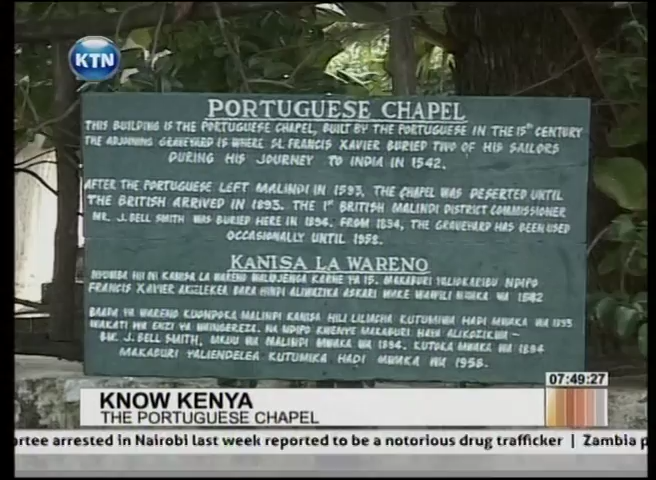 KTN
PORTUGUESE CHAPEL
THIS BUILDING IS THE PORTUGUESE CHAPEL, BUILT BY THE PORTUGUESE IN THE 15TH CENTURY
THE ADJOINING GRAVEYARD IS WHERE St. FRANCIS XAVIER BURIED TWO OF HIS SAILORS
DURING HIS JOURNEY TO INDIA IN 1542.
AFTER THE PORTUGUESE LEFT MALINDI IN 1593, THE CHAPEL WAS DESERTED UNTIL
THE BRITISH ARRIVED IN 1893. THE 1ST BRITISH MALINDI DISTRICT COMMISSIONER
MR. J. BELL SMITH WAS BURIED HERE IN 1894. FROM 1894, THE GRAVEYARD HAS BEEN USED
OCCASIONALLY UNTIL 1958.
KANISA LA WARENO
NYUMBA HII NI KANISA LA WARENO WALIJENGA KARNE YA 15. MAKABURI YALIOKARIBU NDIPO
FRANCIS XAVIER AKIELEKEA BARA HINDI ALIWAZIKA ASKARI WAKE WAWILI MWAKA WA 1542
BAADA YA WARENO KUONDOKA MALINDI KANISA HILI LILIACHA KUTUMIWA HADI MWAKA WA 1893
WAKATI WA ENZI YA WAINGEREZA. NA NDIPO KWENYE MAKABURI HAYA ALIKOZIKWA -
BW. J. BELL SMITH, MKUU WA MALINDI MWAKA WA 1894. KUTOKA MWAKA WA 1894
MAKABURI YALIENDELEA KUTUMIKA HADI MWAKA WA 1958.
07:49:27
KNOW KENYA
THE PORTUGUESE CHAPEL
artee arrested in Nairobi last week reported to be a notorious drug trafficker | Zambia p